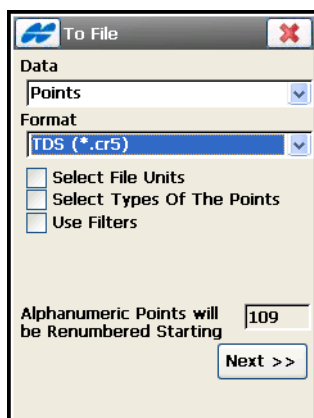 To File
Data
Points
Format
TDS (*.cr5)
Select File Units
Select Types Of The Points
Use Filters
Alphanumeric Points will
be Renumbered Starting
109
Next >>